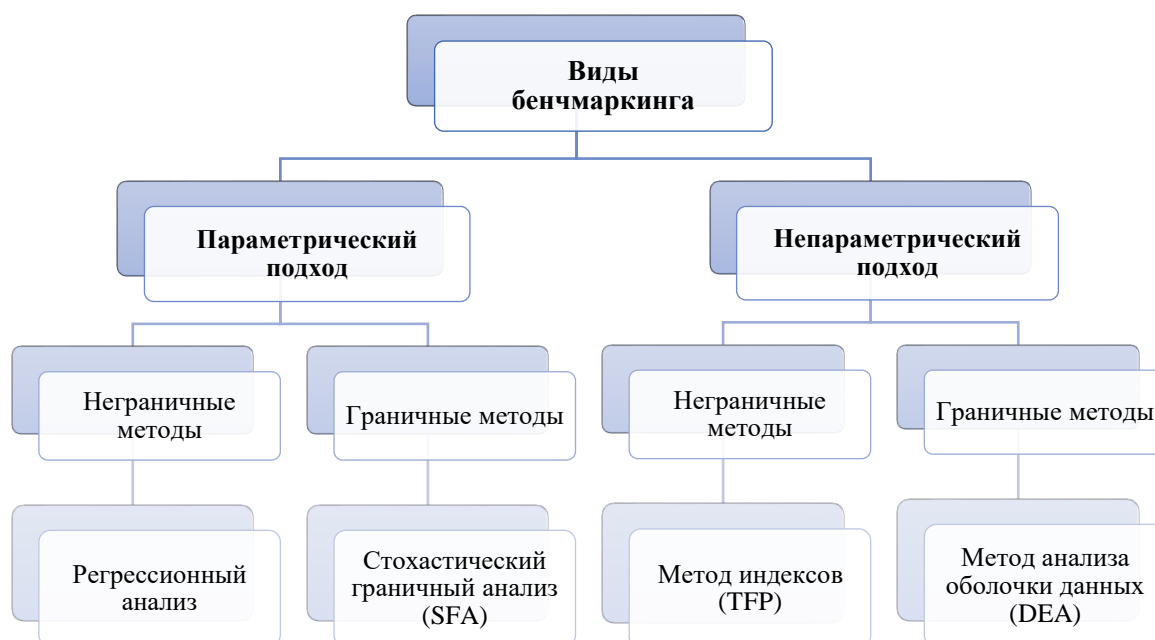 Виды
бенчмаркинга
Параметрический
подход
Непараметрический
подход
Неграничные
методы
Граничные методы
Неграничные
методы
Граничные методы
Регрессионный
анализ
Стохастический
граничный анализ
(SFA)
Метод индексов
(TFP)
Метод анализа
оболочки данных
(DEA)